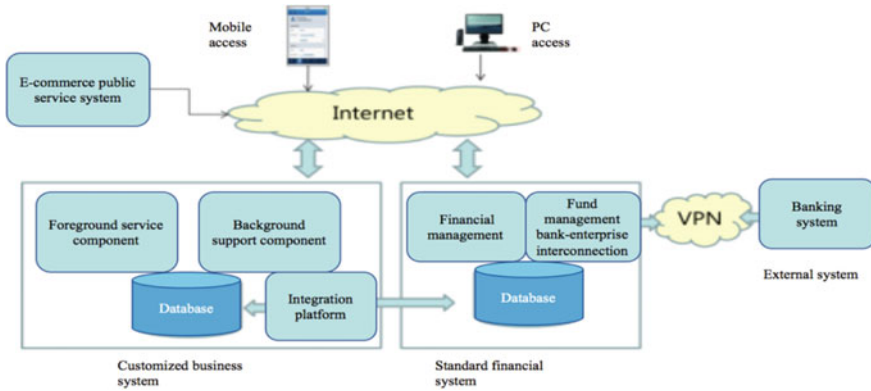 Mobile
access
PC
access
E-commerce public
service system
Internet
Foreground service
component
Background
support component
Financial
management
Fund
management
bank-enterprise
interconnection
VPN
Banking
system
External system
Database
Integration
platform
Database
Customized business
system
Standard financial
system